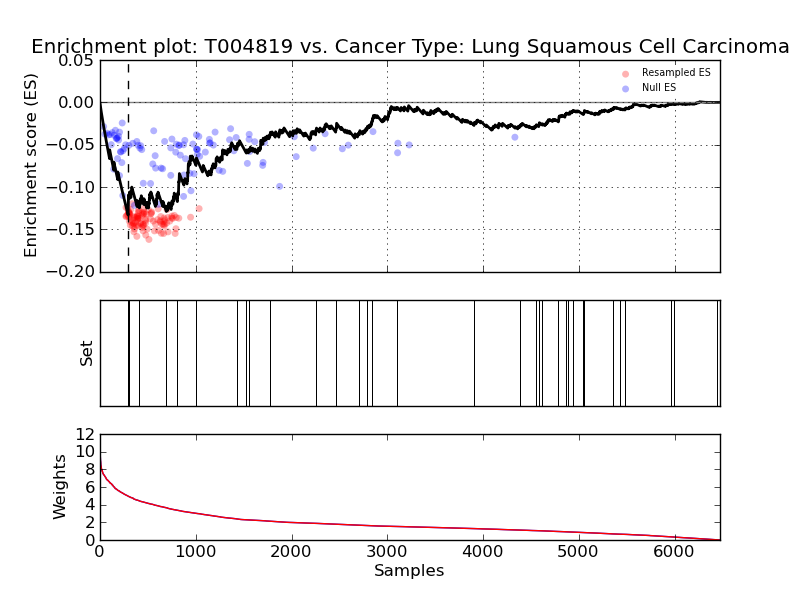 Enrichment plot: T004819 vs. Cancer Type: Lung Squamous Cell Carcinoma
0.05
0.00
−0.05
−0.10
−0.15
−0.20
Enrichment score (ES)
Resampled ES
Null ES
Set
12
10
8
6
4
2
0
Weights
0
1000
2000
3000
4000
5000
6000
Samples